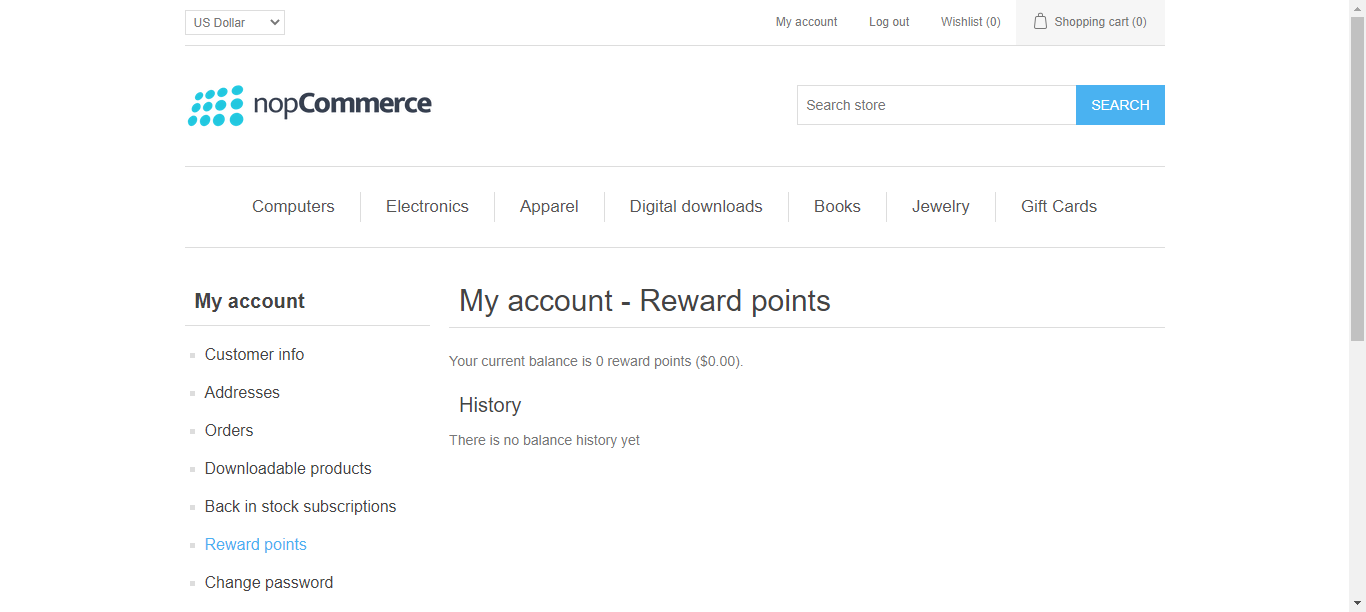 US Dollar
My account
Log out
Wishlist (0)
Shopping cart (0)
nopCommerce
Search store
SEARCH
Computers
Electronics
Apparel
Digital downloads
Books
Jewelry
Gift Cards
My account
Customer info
Addresses
Orders
Downloadable products
Back in stock subscriptions
Reward points
Change password
My account - Reward points
Your current balance is 0 reward points ($0.00).
History
There is no balance history yet